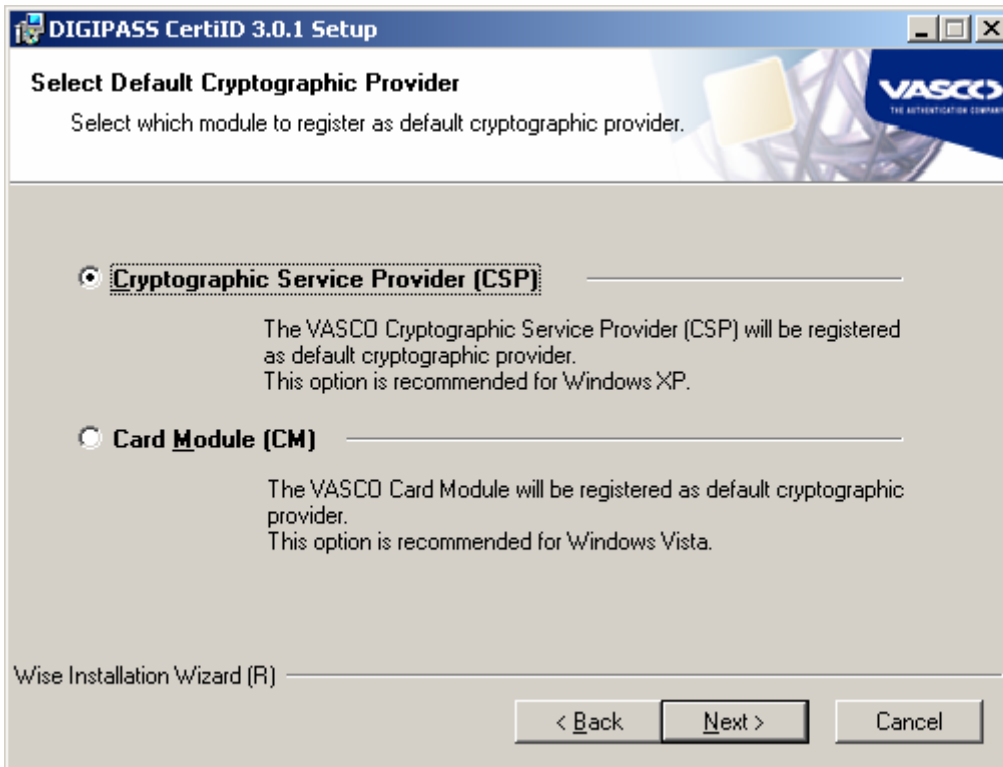 DIGIPASS CertiID 3.0.1 Setup
Select Default Cryptographic Provider
Select which module to register as default cryptographic provider.
VASCO
THE AUTHENTICATION COMPANY
Cryptographic Service Provider (CSP)
The VASCO Cryptographic Service Provider (CSP) will be registered
as default cryptographic provider.
This option is recommended for Windows XP.
Card Module (CM)
The VASCO Card Module will be registered as default cryptographic
provider.
This option is recommended for Windows Vista.
Wise Installation Wizard (R)
< Back
Next >
Cancel